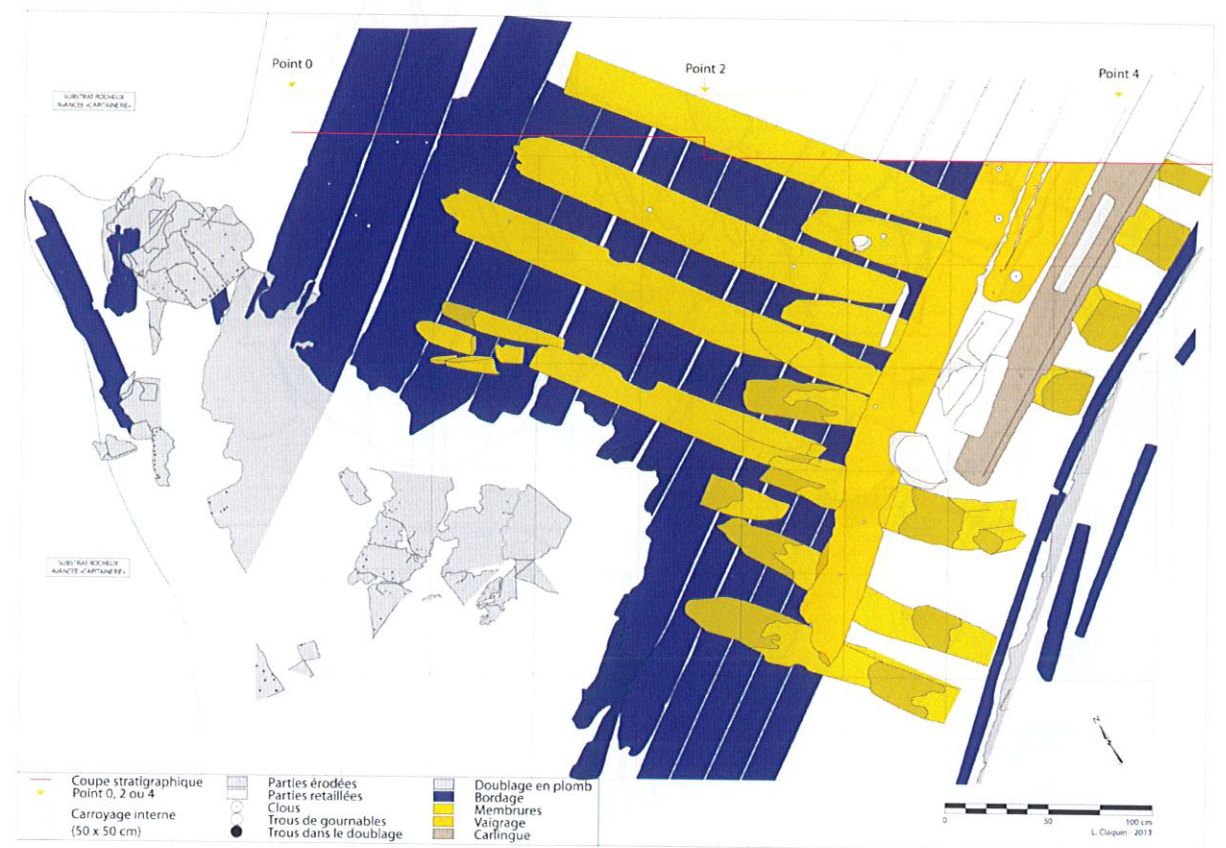 Point 0
Point 2
Point 4
SUBSTRAT ROCHEUX
AVANCEE «CAPITAINERIE»
SUBSTRAT ROCHEUX
AVANCEE «CAPITAINERIE»
Coupe stratigraphique
Point 0, 2 ou 4
Carroyage interne
(50 x 50 cm)
Parties érodées
Parties retaillées
Clous
Trous de gournables
Trous dans le doublage
Doublage en plomb
Bordage
Membrures
Vaigrage
Carlingue
0 50 100 cm
L. Claquin - 2013